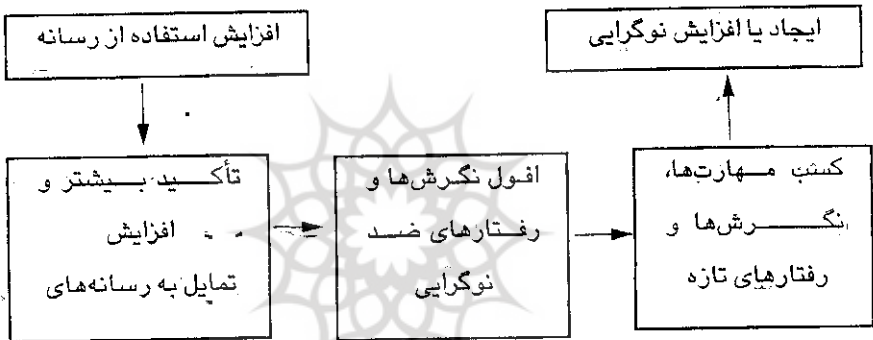 افزایش استفاده از رسانه
ایجاد یا افزایش نوگرایی
تأکید بیشتر و
افزایش
تمایل به رسانه‌های
افول نگرش‌ها و
رفتارهای ضد
نوگرایی
کسب مهارت‌ها،
نگرش‌ها و
رفتارهای تازه